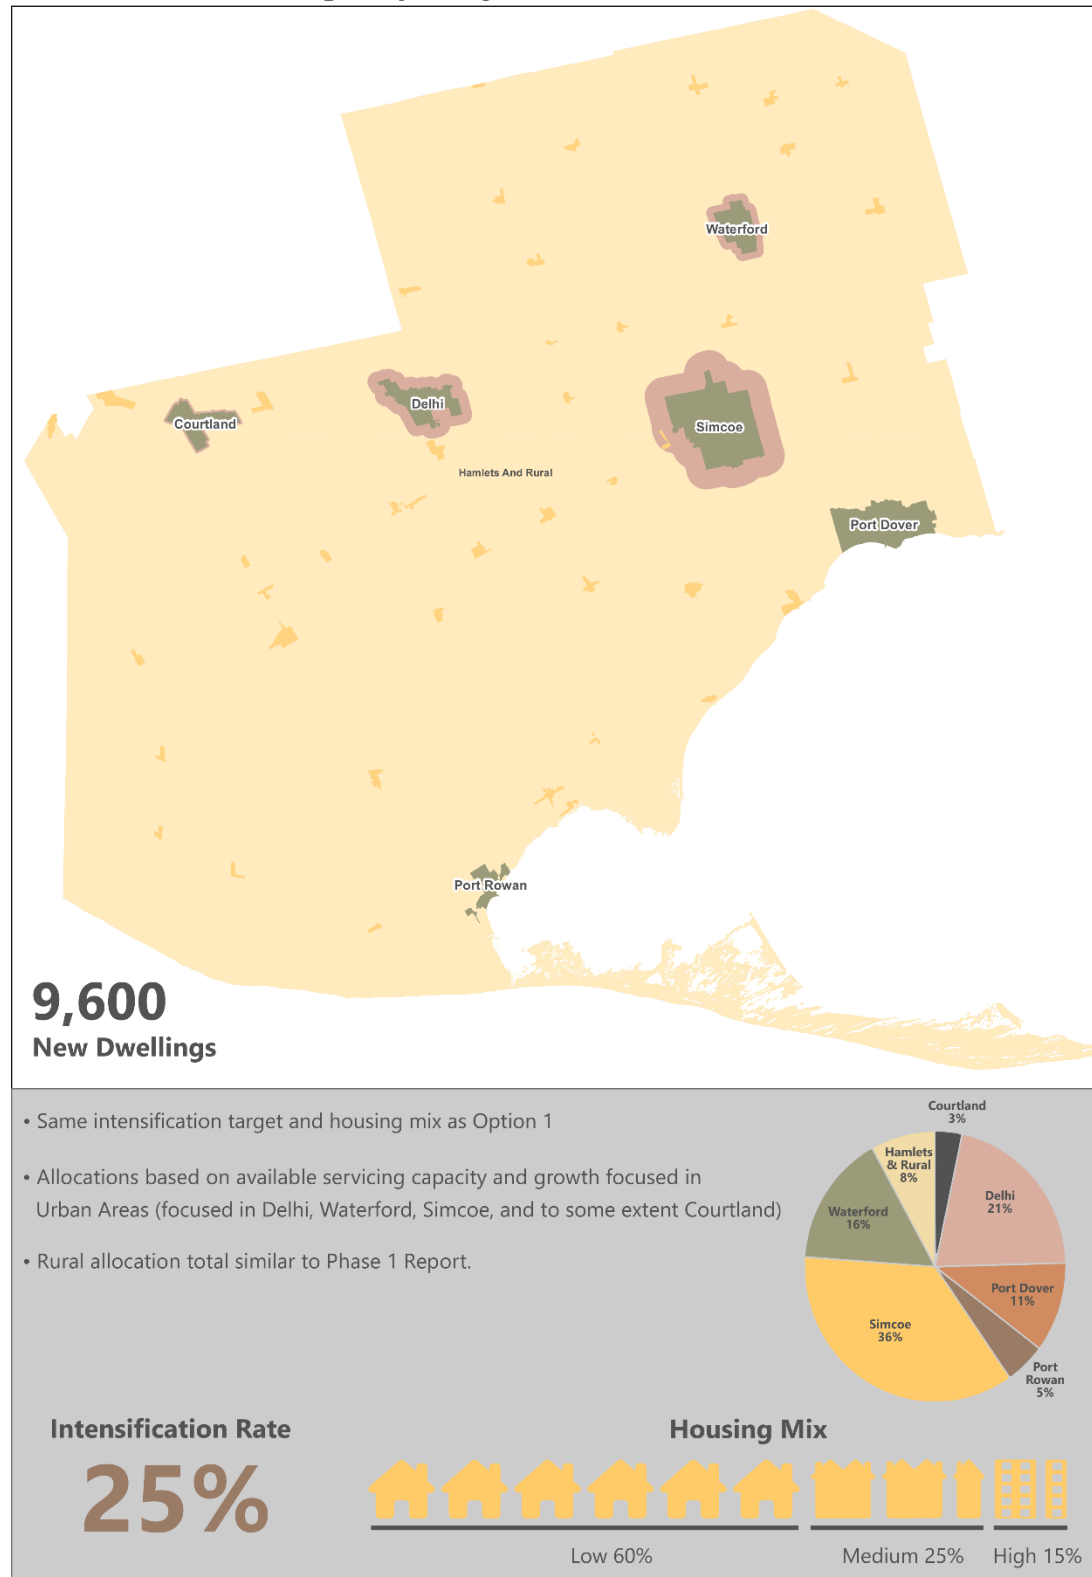 Waterford
Delhi
Courtland
Simcoe
Hamlets And Rural
Port Dover
Port Rowan
9,600
New Dwellings
• Same intensification target and housing mix as Option 1
• Allocations based on available servicing capacity and growth focused in
Urban Areas (focused in Delhi, Waterford, Simcoe, and to some extent Courtland)
• Rural allocation total similar to Phase 1 Report.
Courtland
3%
Hamlets
& Rural
8%
Delhi
21%
Waterford
16%
Port Dover
11%
Simcoe
36%
Port
Rowan
5%
Intensification Rate
25%
Housing Mix
Low 60%
Medium 25%
High 15%